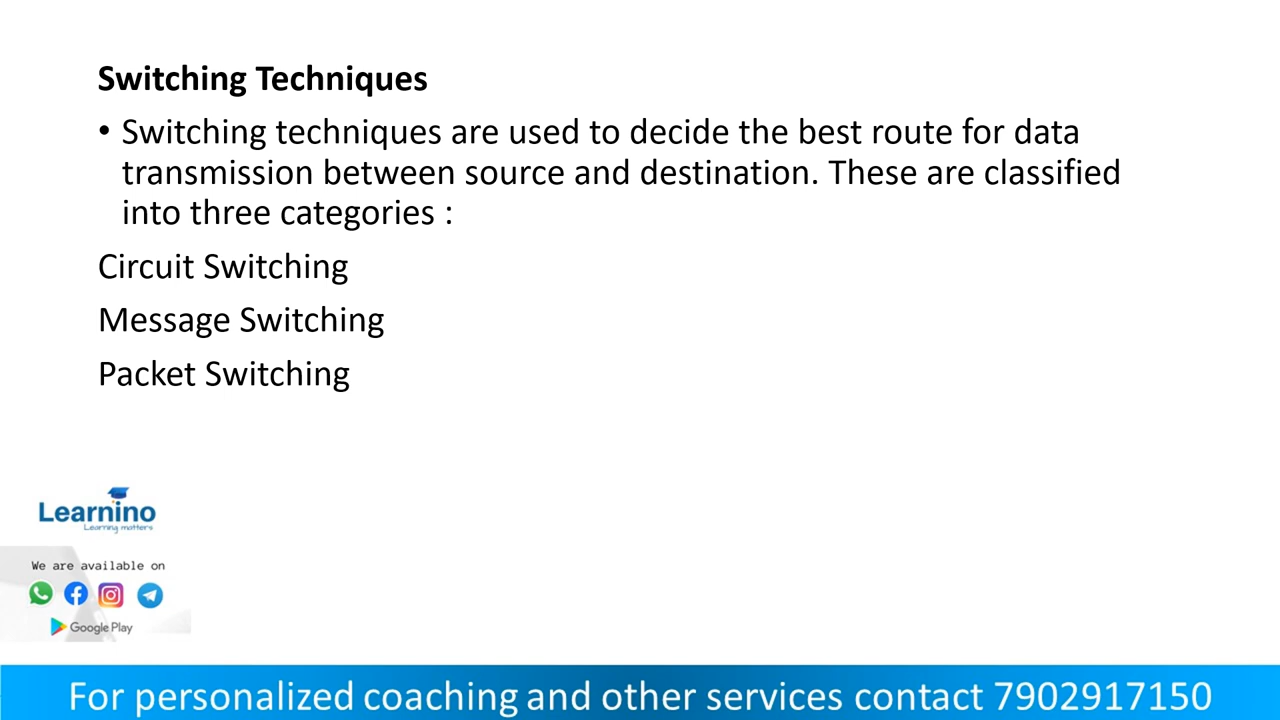 Switching Techniques
• Switching techniques are used to decide the best route for data
transmission between source and destination. These are classified
into three categories :
Circuit Switching
Message Switching
Packet Switching
Learnino
Learning matters
We are available on
Google Play
For personalized coaching and other services contact 7902917150